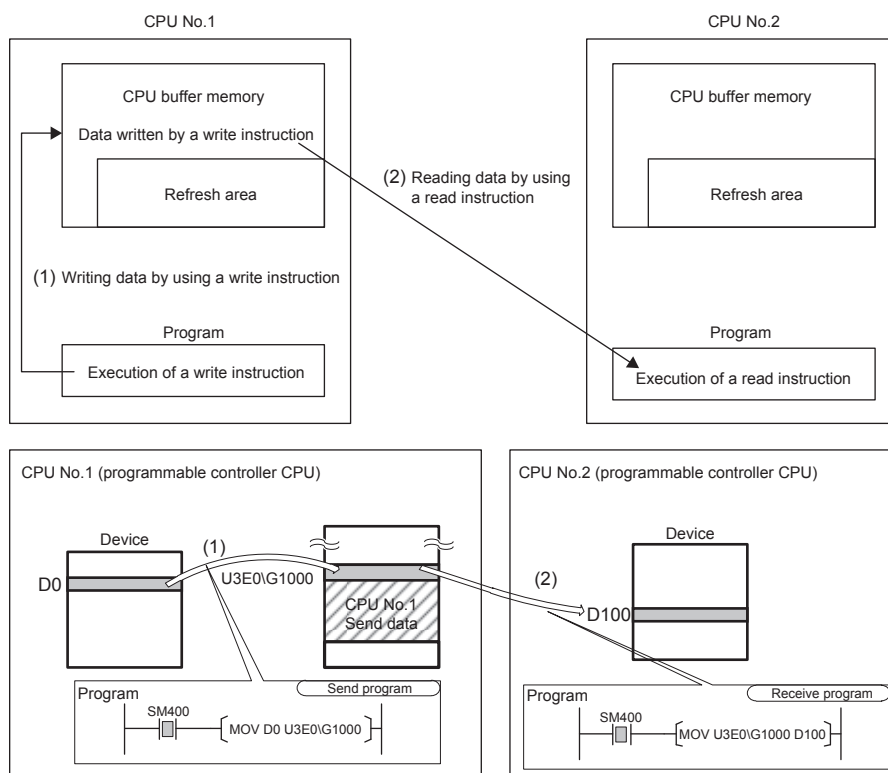 CPU No.1
CPU No.2
CPU buffer memory
Data written by a write instruction
Refresh area
CPU buffer memory
Refresh area
(2) Reading data by using
a read instruction
(1) Writing data by using a write instruction
Program
Execution of a write instruction
Program
Execution of a read instruction
CPU No.1 (programmable controller CPU)
Device
D0
(1)
U3E0\G1000
CPU No.1
Send data
Program
Send program
SM400
MOV D0 U3E0\G1000
CPU No.2 (programmable controller CPU)
Device
(2)
D100
Program
Receive program
SM400
MOV U3E0\G1000 D100